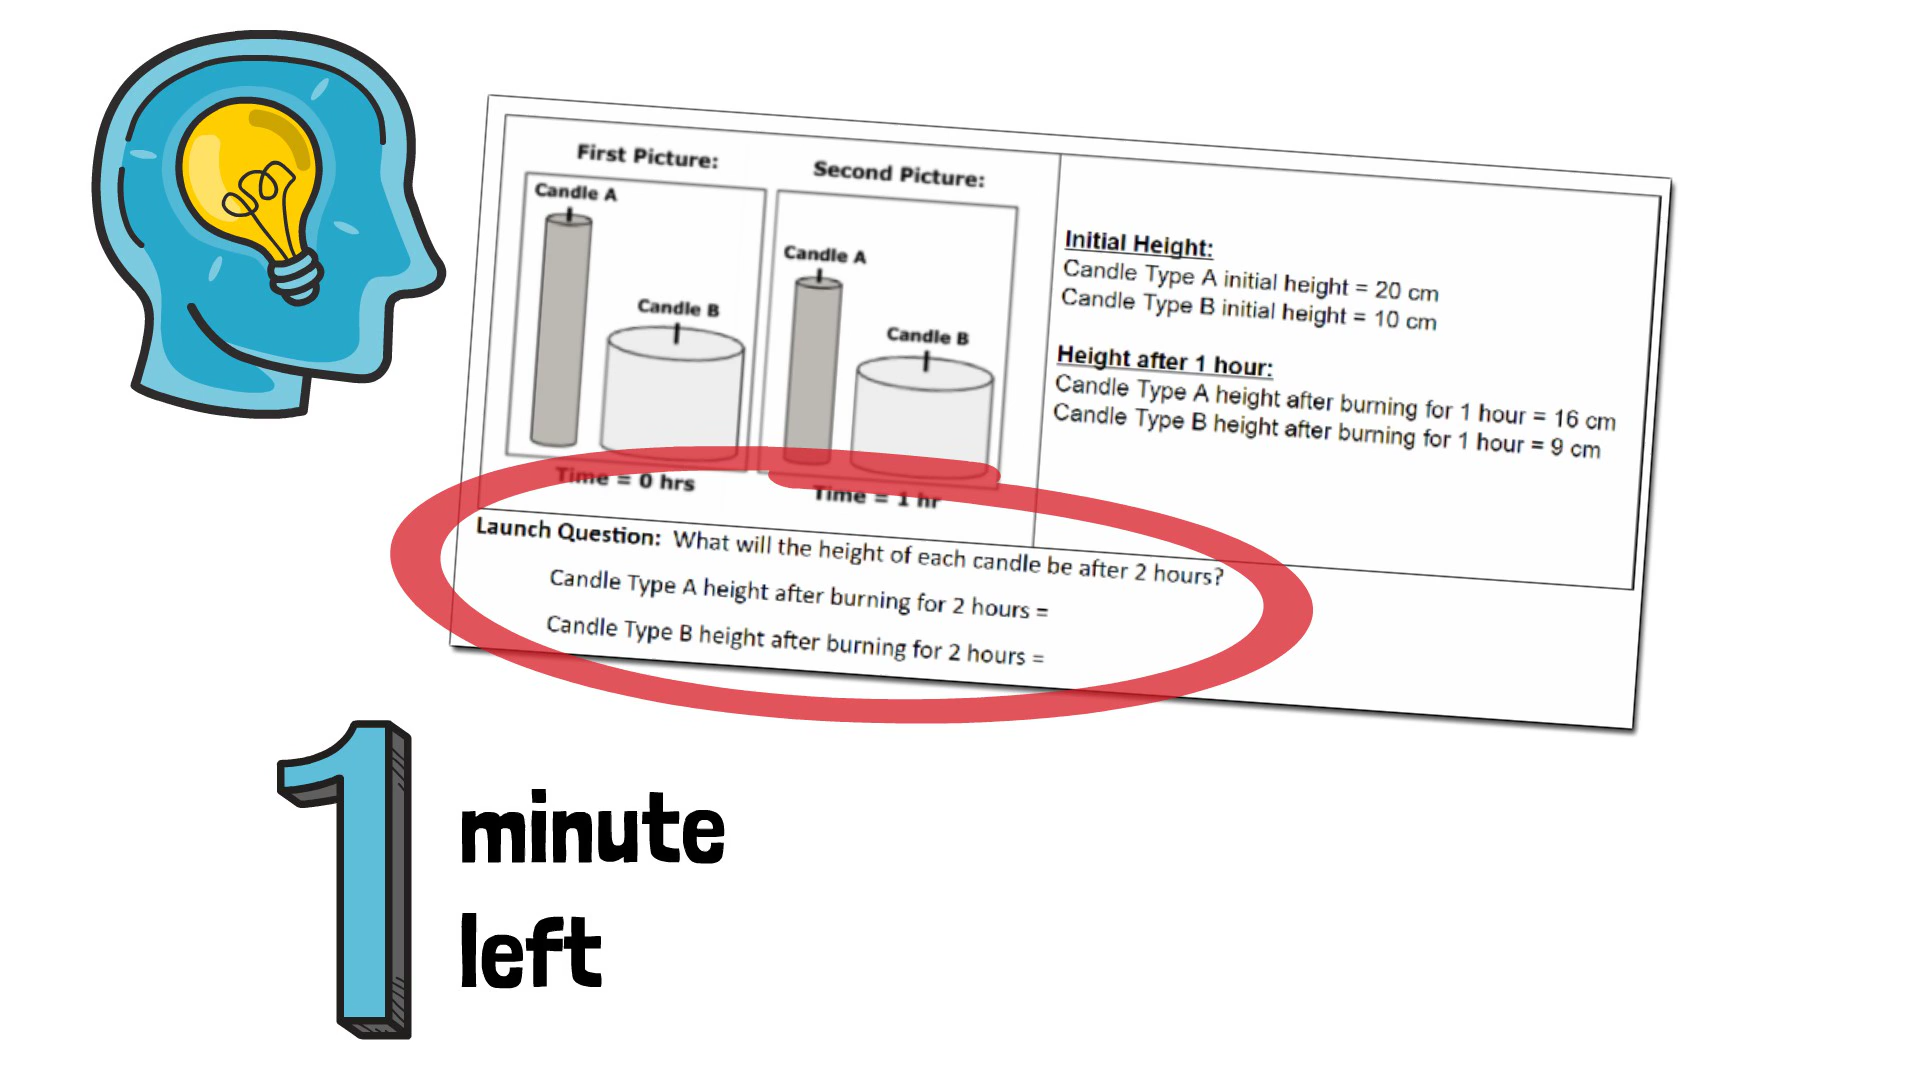 First Picture:
Second Picture:
Candle A
Candle B
Time = 0 hrs
Candle A
Candle B
Time = 1 hr
Initial Height:
Candle Type A initial height = 20 cm
Candle Type B initial height = 10 cm
Height after 1 hour:
Candle Type A height after burning for 1 hour = 16 cm
Candle Type B height after burning for 1 hour = 9 cm
Launch Question: What will the height of each candle be after 2 hours?
Candle Type A height after burning for 2 hours =
Candle Type B height after burning for 2 hours =
1 minute
left